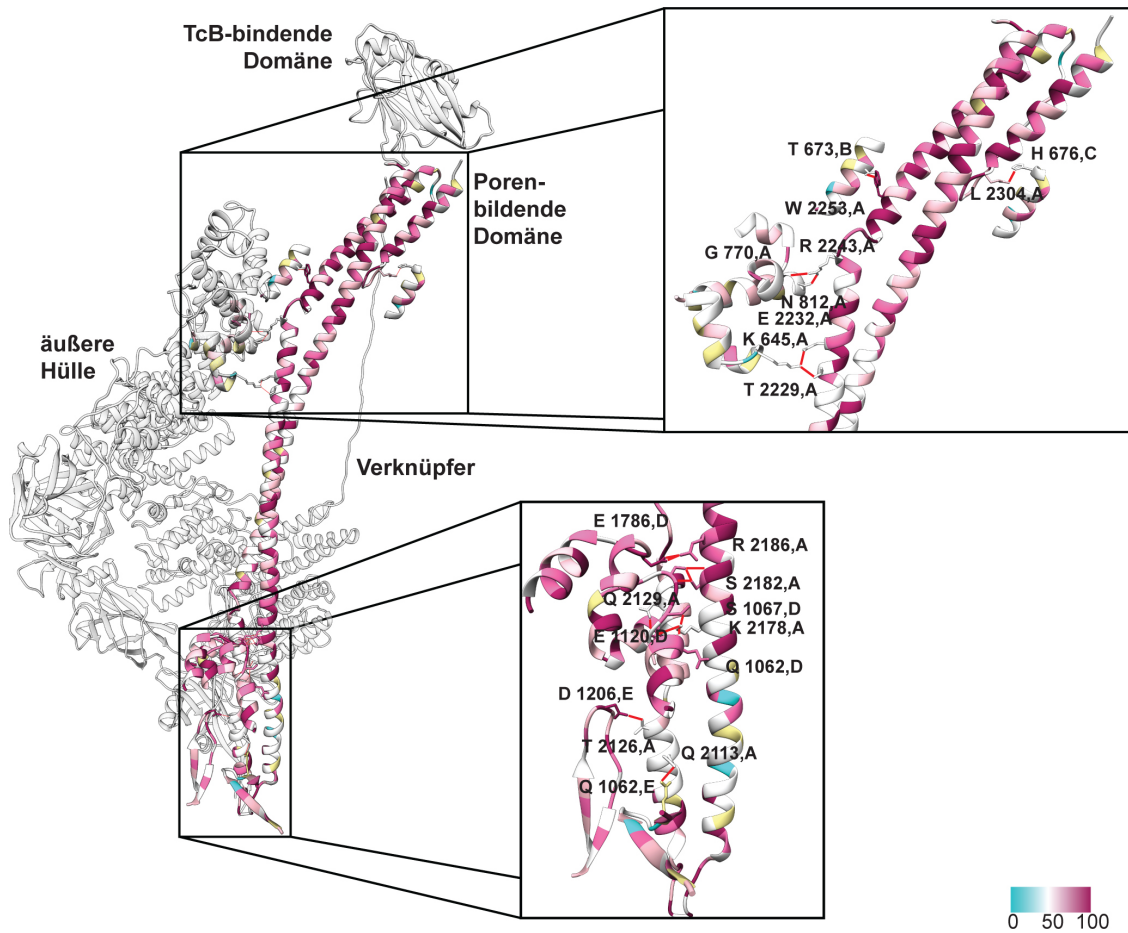 TcB-bindende
Domäne
Poren-
bildende
Domäne
äußere
Hülle
Verknüpfer
T 673,B
H 676,C
L 2304,A
W 2253,A
R 2243,A
G 770,A
N 812,A
E 2232,A
K 645,A
T 2229,A
E 1786,D
R 2186,A
S 2182,A
Q 2129,A
S 1067,D
K 2178,A
E 1120,D
Q 1062,D
D 1206,E
T 2126,A
Q 2113,A
Q 1062,E
0 50 100